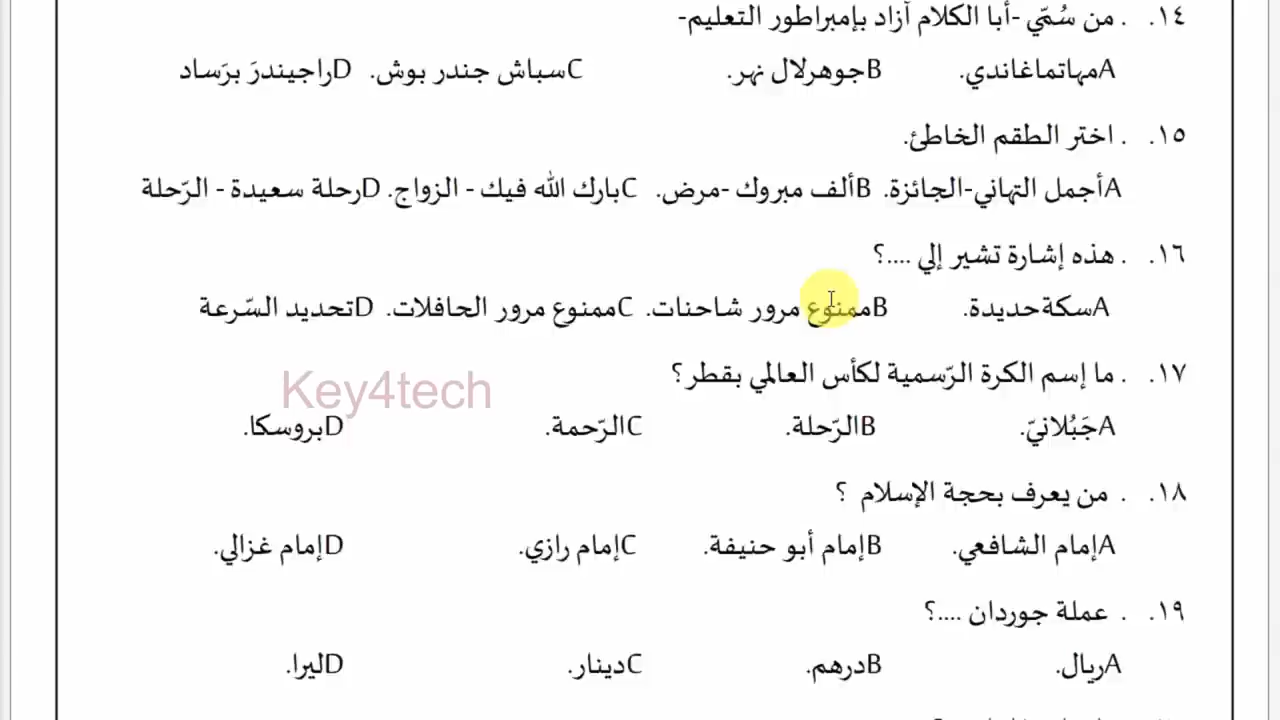 ١٤. . من سُمّي -أبا الكلام آزاد بإمبراطور التعليم-
Aمهاتماغاندي. Bجوهرلال نهر. Cسباش جندر بوش. Dراجيندرَ برَساد
١٥. . اختر الطقم الخاطئ.
Aأجمل التهاني-الجائزة. Bألف مبروك -مرض. Cبارك الله فيك - الزواج. Dرحلة سعيدة - الرّحلة
١٦. . هذه إشارة تشير إلي ....؟
Aسكةحديدة. Bممنوع مرور شاحنات. Cممنوع مرور الحافلات. Dتحديد السّرعة
١٧. . ما إسم الكرة الرّسمية لكأس العالمي بقطر؟
Aجَبُلانيّ. Bالرّحلة. Cالرّحمة. Dبروسكا.
Key4tech
١٨. . من يعرف بحجة الإسلام ؟
Aإمام الشافعي. Bإمام أبو حنيفة. Cإمام رازي. Dإمام غزالي.
١٩. . عملة جوردان ....؟
Aريال. Bدرهم. Cدينار. Dليرا.